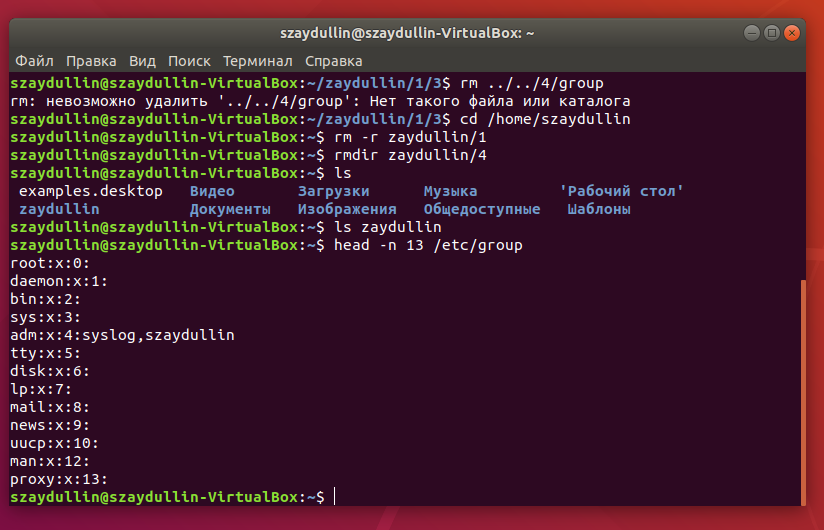 szaydullin@szaydullin-VirtualBox: ~
Файл Правка Вид Поиск Терминал Справка
szaydullin@szaydullin-VirtualBox:~/zaydullin/1/3$ rm ../../4/group
rm: невозможно удалить '../../4/group': Нет такого файла или каталога
szaydullin@szaydullin-VirtualBox:~/zaydullin/1/3$ cd /home/szaydullin
szaydullin@szaydullin-VirtualBox:~$ rm -r zaydullin/1
szaydullin@szaydullin-VirtualBox:~$ rmdir zaydullin/4
szaydullin@szaydullin-VirtualBox:~$ ls
examples.desktop Видео Загрузки Музыка 'Рабочий стол'
zaydullin Документы Изображения Общедоступные Шаблоны
szaydullin@szaydullin-VirtualBox:~$ ls zaydullin
szaydullin@szaydullin-VirtualBox:~$ head -n 13 /etc/group
root:x:0:
daemon:x:1:
bin:x:2:
sys:x:3:
adm:x:4:syslog,szaydullin
tty:x:5:
disk:x:6:
lp:x:7:
mail:x:8:
news:x:9:
uucp:x:10:
man:x:12:
proxy:x:13:
szaydullin@szaydullin-VirtualBox:~$